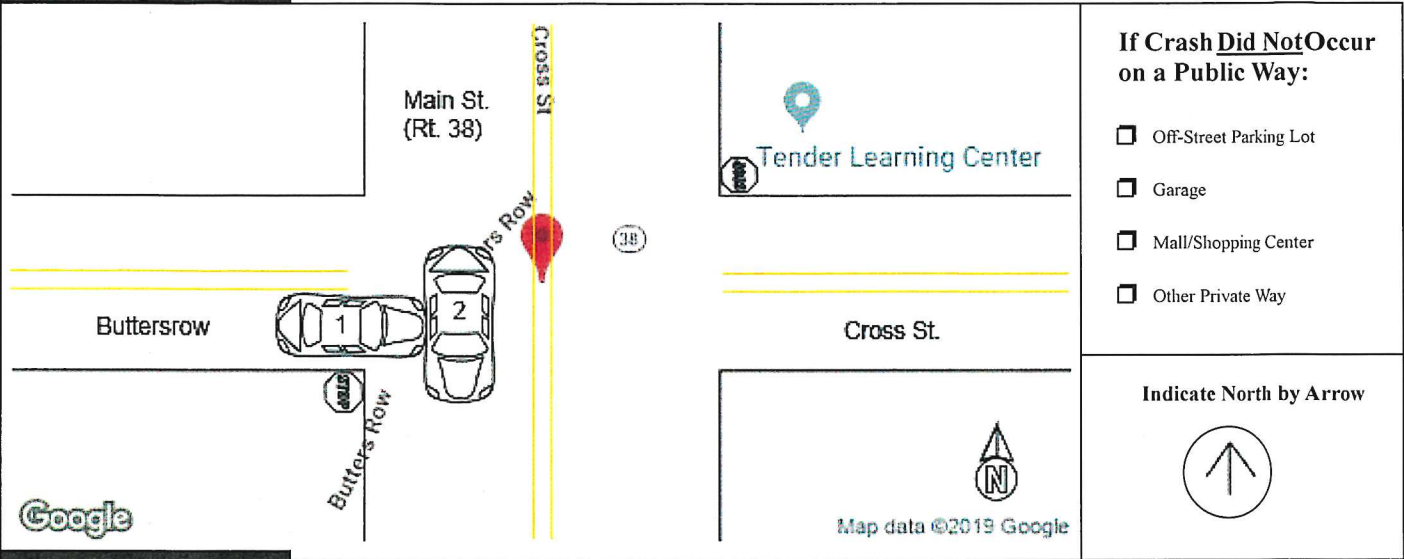 Cross St
Main St.
(Rt. 38)
Tender Learning Center
STOP
rs Row
38
1
2
Buttersrow
Cross St.
STOP
Butters Row
N
Google
Map data ©2019 Google
If Crash Did Not Occur
on a Public Way:
Off-Street Parking Lot
Garage
Mall/Shopping Center
Other Private Way
Indicate North by Arrow